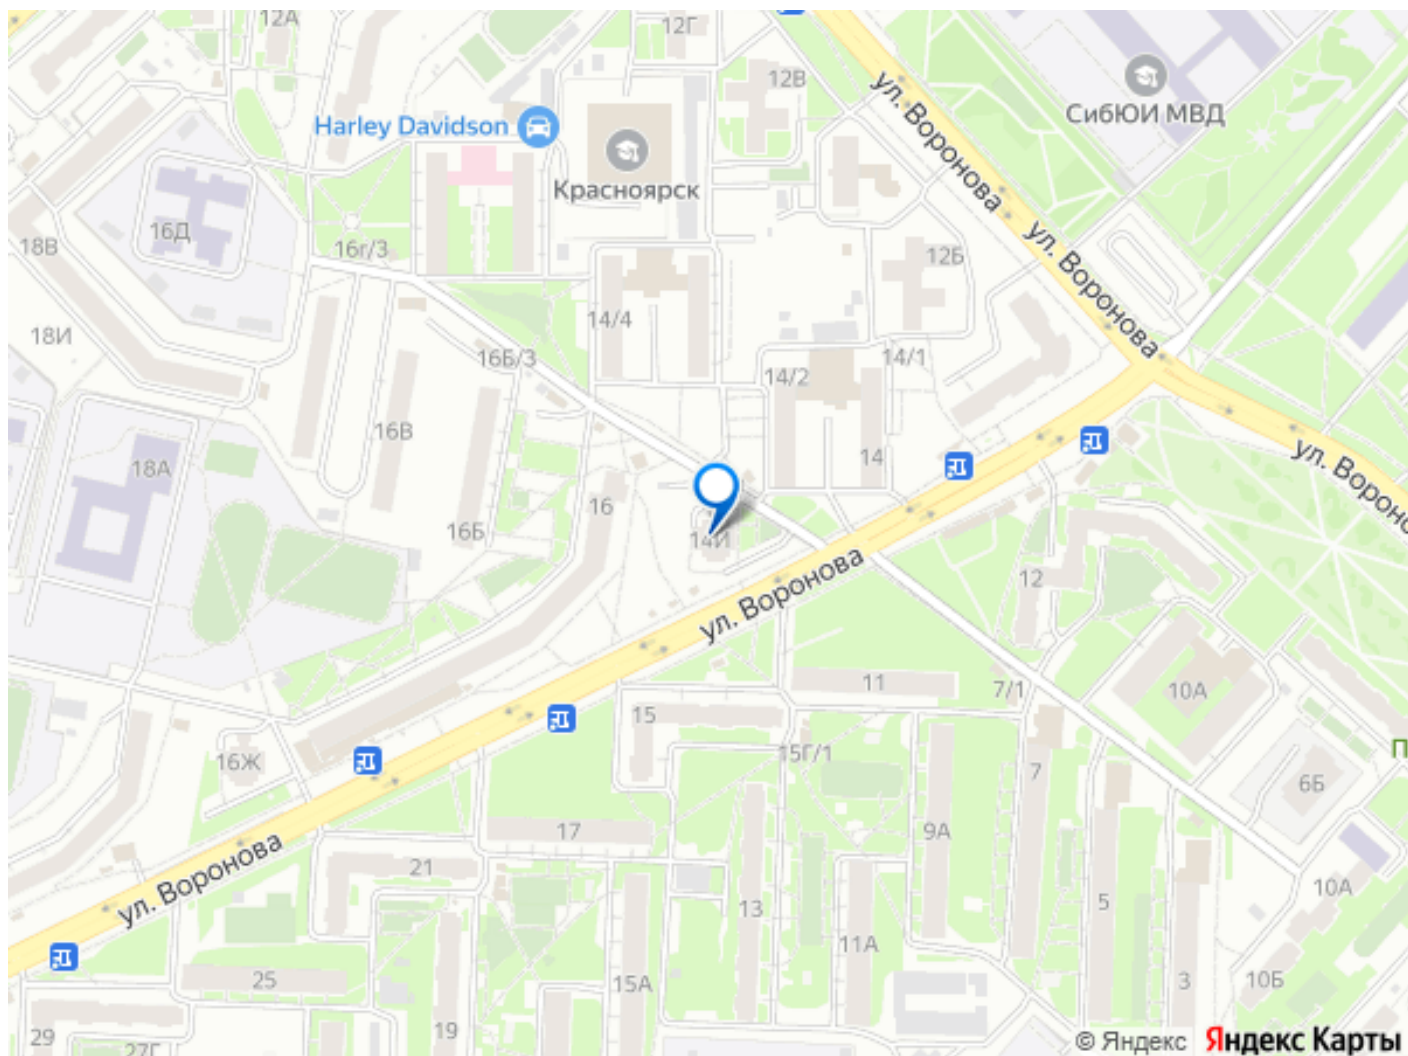 12А
12Г
12В
СибЮИ МВД
Harley Davidson
Красноярск
ул. Воронова
16Д
18В
16г/3
12Б
ул. Воронова
14/4
18И
16Б/3
14/2
14/1
16В
18А
14
ул. Вороно
16
16Б
14И
ул. Воронова
12
11
7/1
10А
15
15Г/1
П
16Ж
7
6Б
17
9А
21
ул. Воронова
10А
13
5
11А
25
15А
3
10Б
29
27Г
19
© Яндекс Яндекс Карты